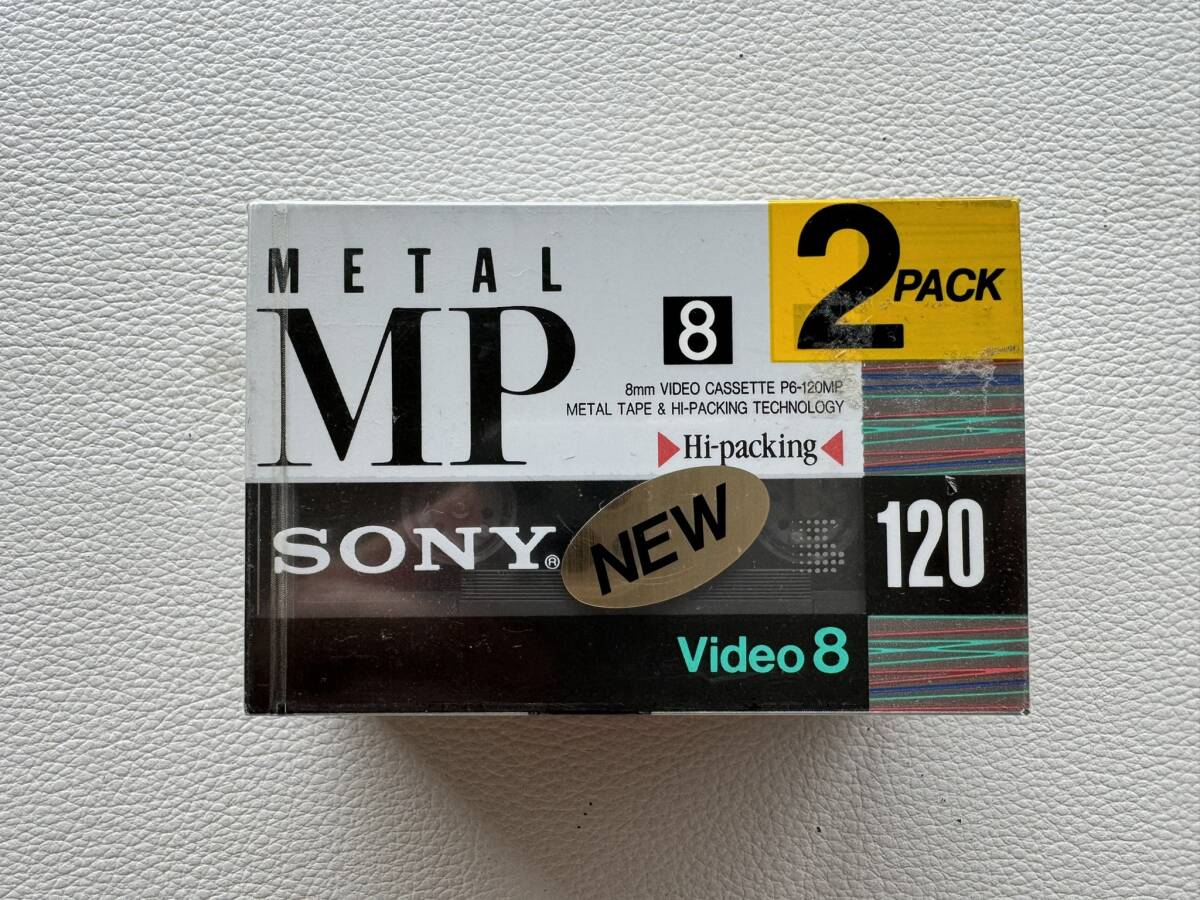 METAL
MP
8
2 PACK
8mm VIDEO CASSETTE P6-120MP
METAL TAPE & HI-PACKING TECHNOLOGY
Hi-packing
SONY®
NEW
120
Video 8